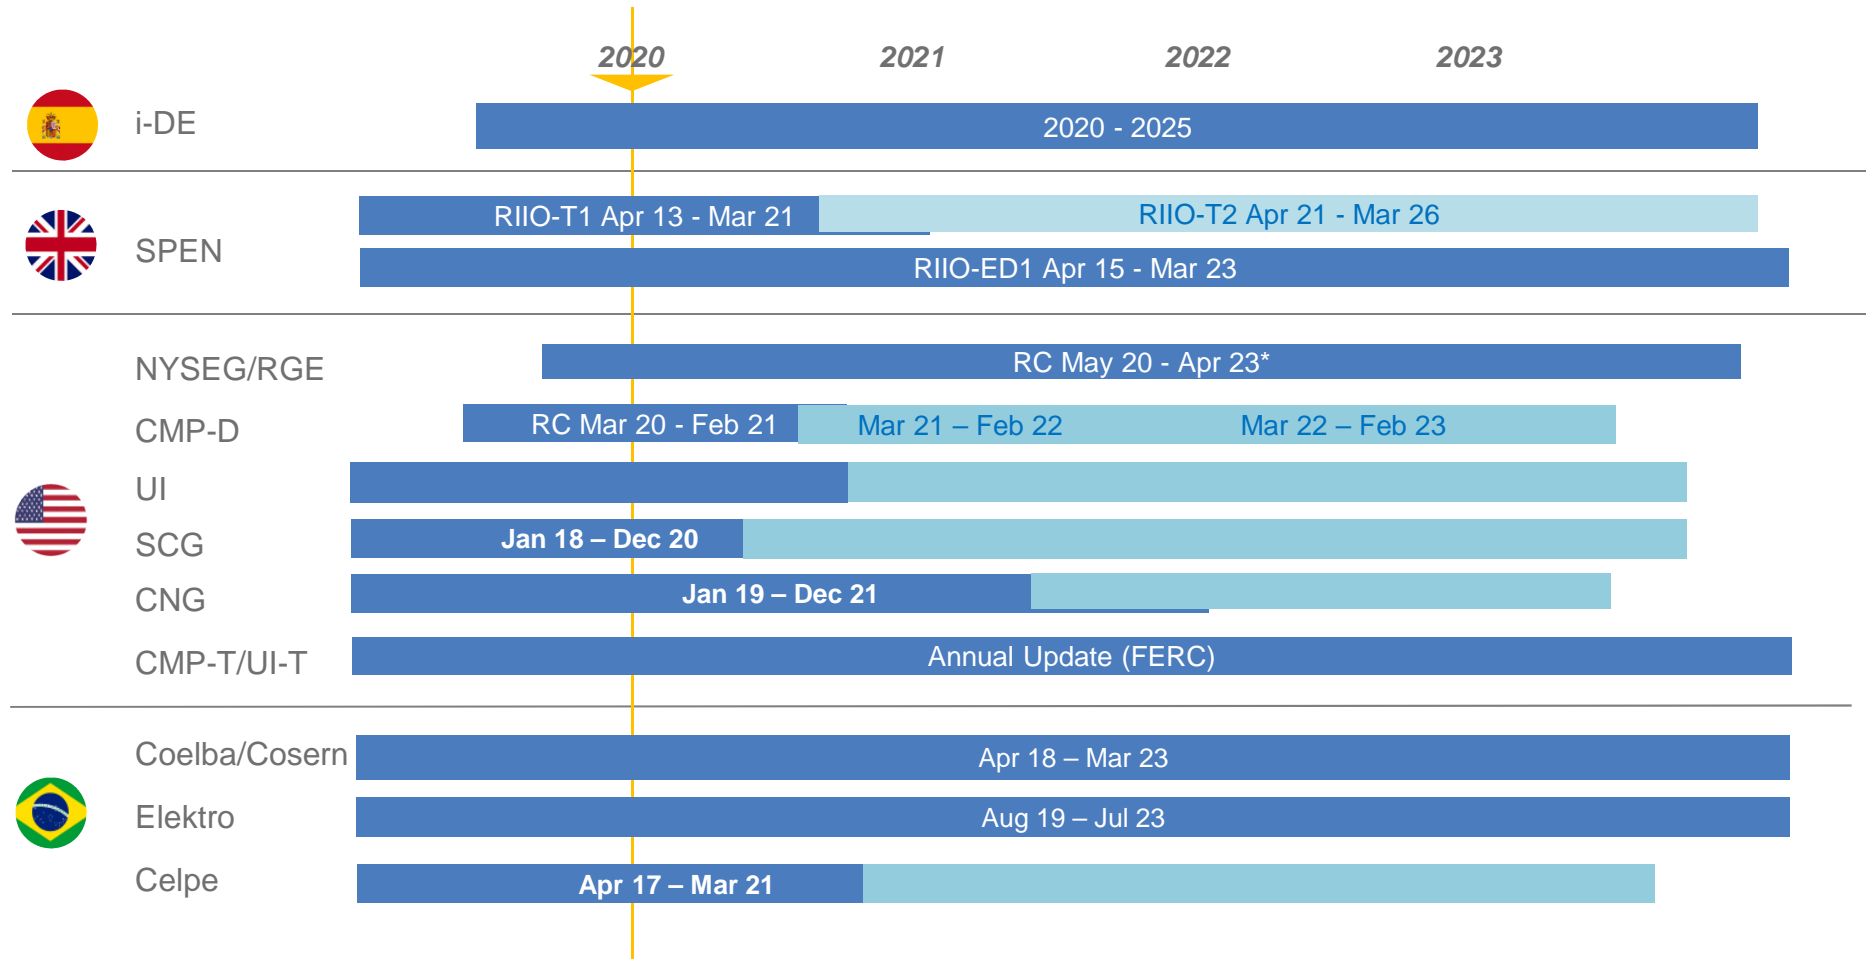 2020 2021 2022 2023
i-DE
2020 - 2025
SPEN
RIIO-T1 Apr 13 - Mar 21
RIIO-T2 Apr 21 - Mar 26
RIIO-ED1 Apr 15 - Mar 23
NYSEG/RGE
RC May 20 - Apr 23*
CMP-D
RC Mar 20 - Feb 21
Mar 21 – Feb 22
Mar 22 – Feb 23
UI
SCG
Jan 18 – Dec 20
CNG
Jan 19 – Dec 21
CMP-T/UI-T
Annual Update (FERC)
Coelba/Cosern
Apr 18 – Mar 23
Elektro
Aug 19 – Jul 23
Celpe
Apr 17 – Mar 21